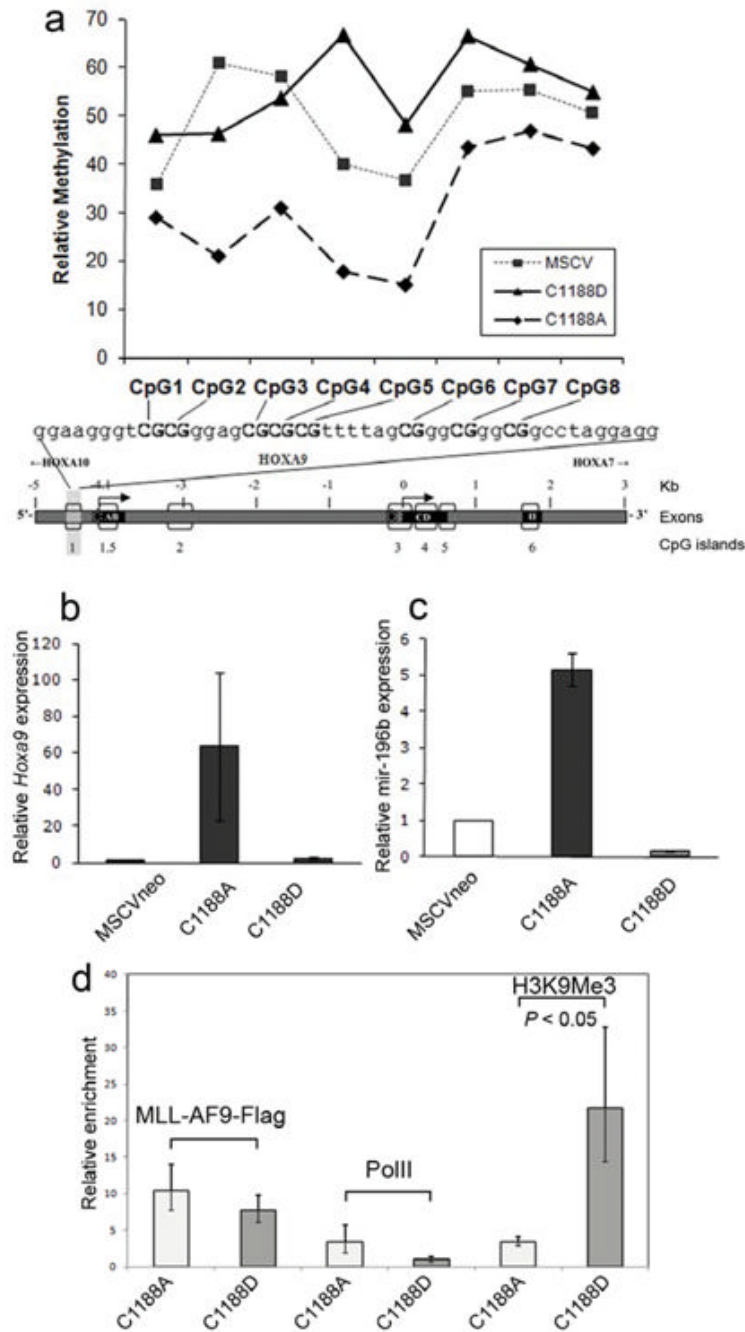 a
70
60
50
40
30
20
10
0
Relative Methylation
MSCV
C1188D
C1188A
CpG1 CpG2 CpG3 CpG4 CpG5 CpG6 CpG7 CpG8
ggaagggtCGCGggagCGCGCGttttagCGggCGggCGgcctaggagg
←HOXA10 HOXA9 HOXA7→
-5 -4.1 -3 -2 -1 0 1 2 3 Kb
5'- AB CD II - 3' Exons
1 1.5 2 3 4 5 6 CpG islands
b
120
100
80
60
40
20
0
Relative Hoxa9 expression
MSCVneo C1188A C1188D
c
6
5
4
3
2
1
0
Relative mir-196b expression
MSCVneo C1188A C1188D
d
40
35
30
25
20
15
10
5
0
Relative enrichment
MLL-AF9-Flag
PolII
H3K9Me3
P < 0.05
C1188A C1188D C1188A C1188D C1188A C1188D